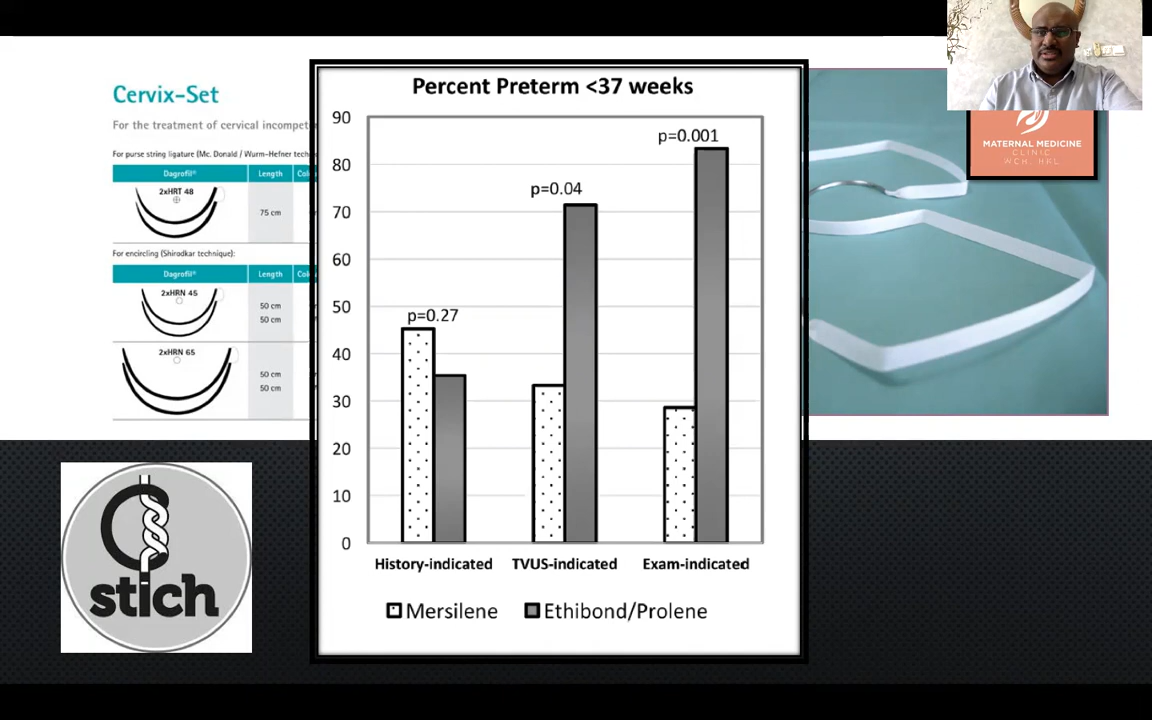 Cervix-Set
For the treatment of cervical
For purse string ligature (Mc. Donald / Wurm-Hefner
Dagrofil® Length
2xHRT 48
75 cm
For encircling (Shirodkar technique):
Dagrofil® Length
2xHRN 45
50 cm
50 cm
2xHRN 65
50 cm
50 cm
stich
Percent Preterm <37 weeks
90
80
70
60
50
40
30
20
10
0
p=0.27
p=0.04
p=0.001
History-indicated TVUS-indicated Exam-indicated
Mersilene Ethibond/Prolene
MATERNAL MEDICINE
CLINIC
WCH, HKL